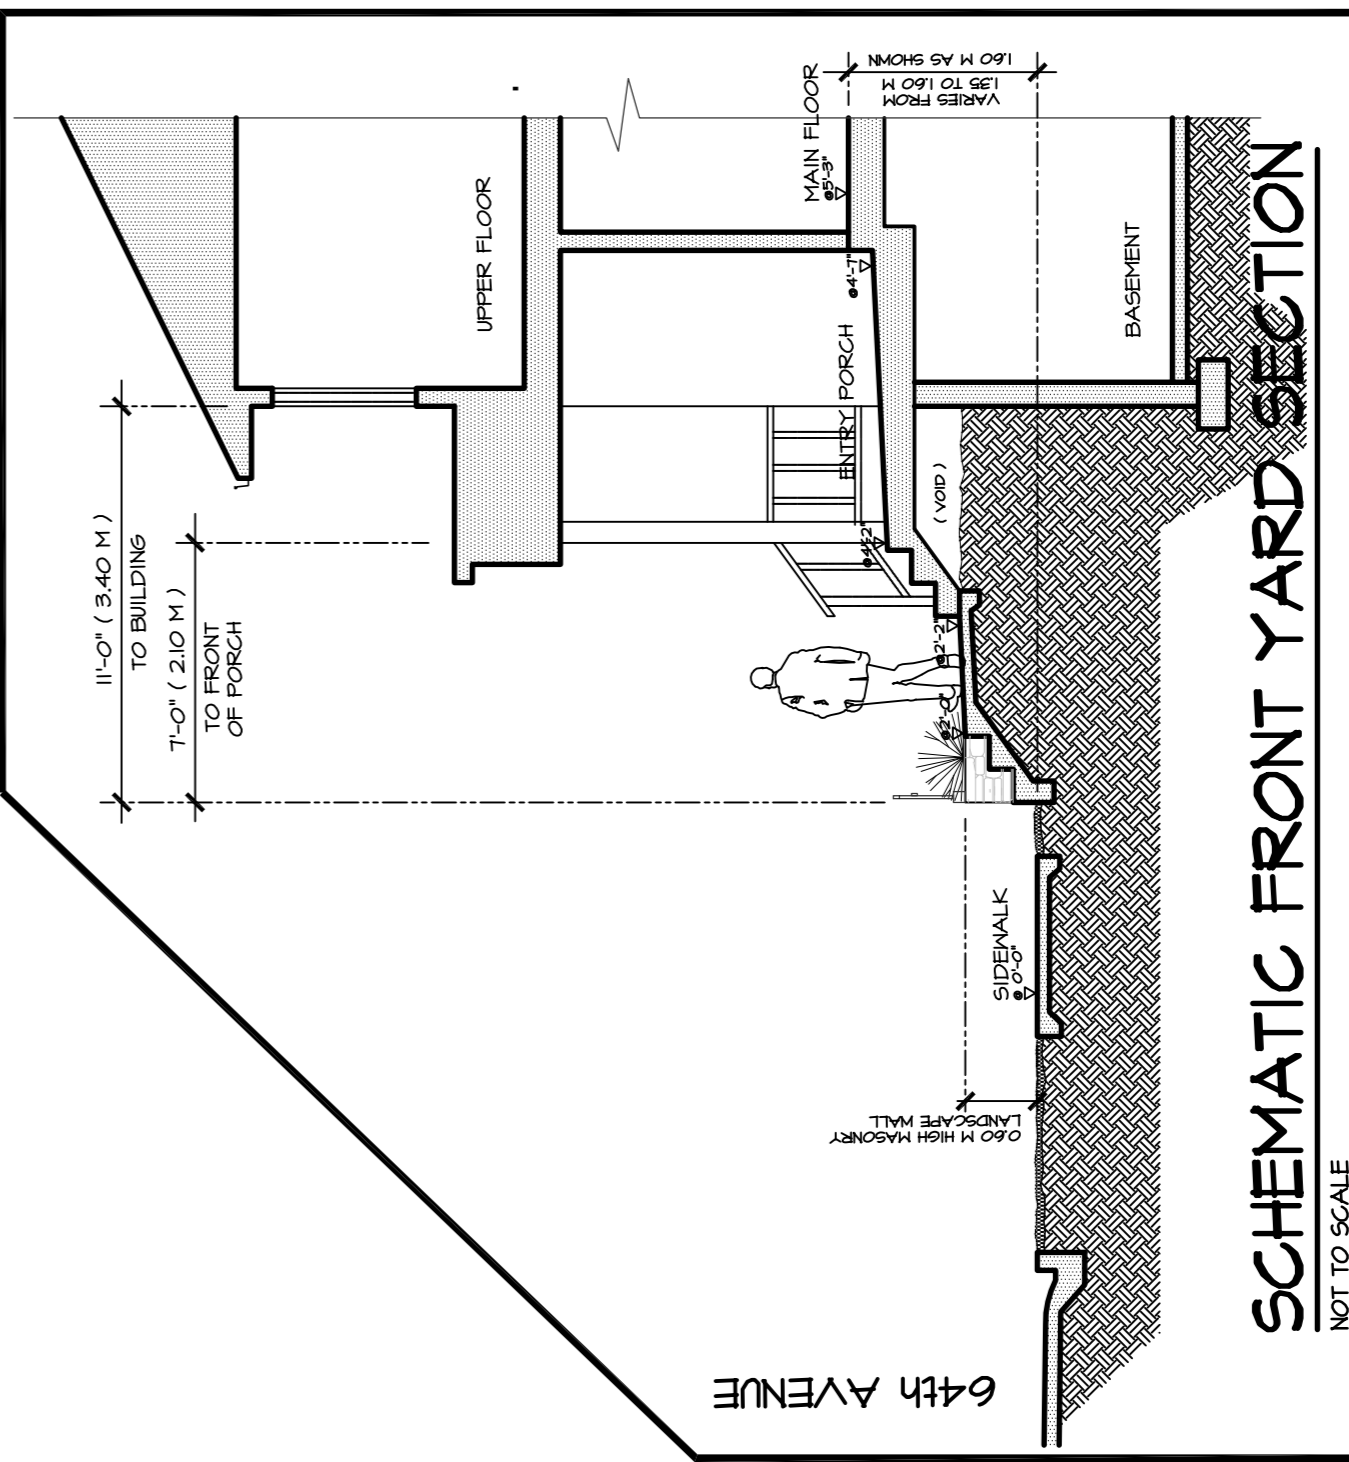 11'-0" ( 3.40 M )
TO BUILDING
7'-0" ( 2.10 M )
TO FRONT
OF PORCH
UPPER FLOOR
MAIN FLOOR
@5'-3"
VARIES FROM
1.35 TO 1.60 M
1.60 M AS SHOWN
@4'-7"
ENTRY PORCH
@4'-2"
BASEMENT
( VOID )
@2'-2"
@2'-0"
SIDEWALK
@ 0'-0"
0.60 M HIGH MASONRY
LANDSCAPE WALL
64th AVENUE
SCHEMATIC FRONT YARD SECTION
NOT TO SCALE